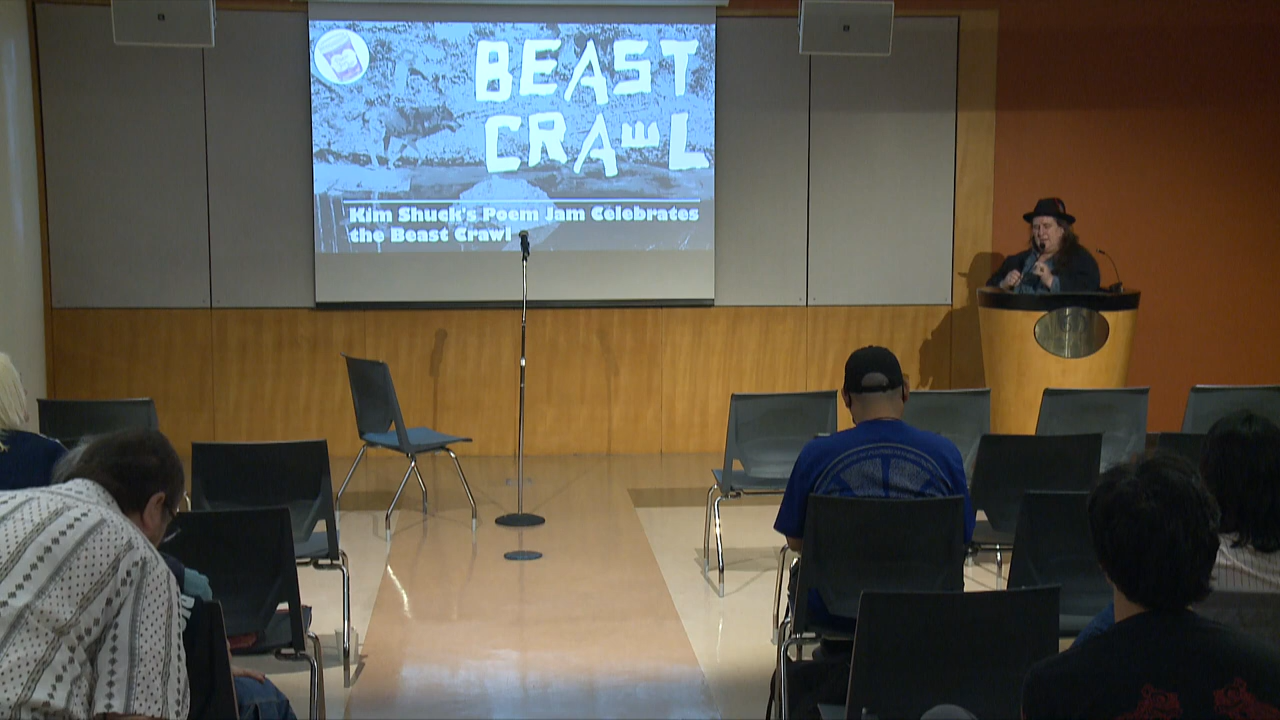 BEAST
CRAWL
Kim Shuck's Poem Jam Celebrates
the Beast Crawl